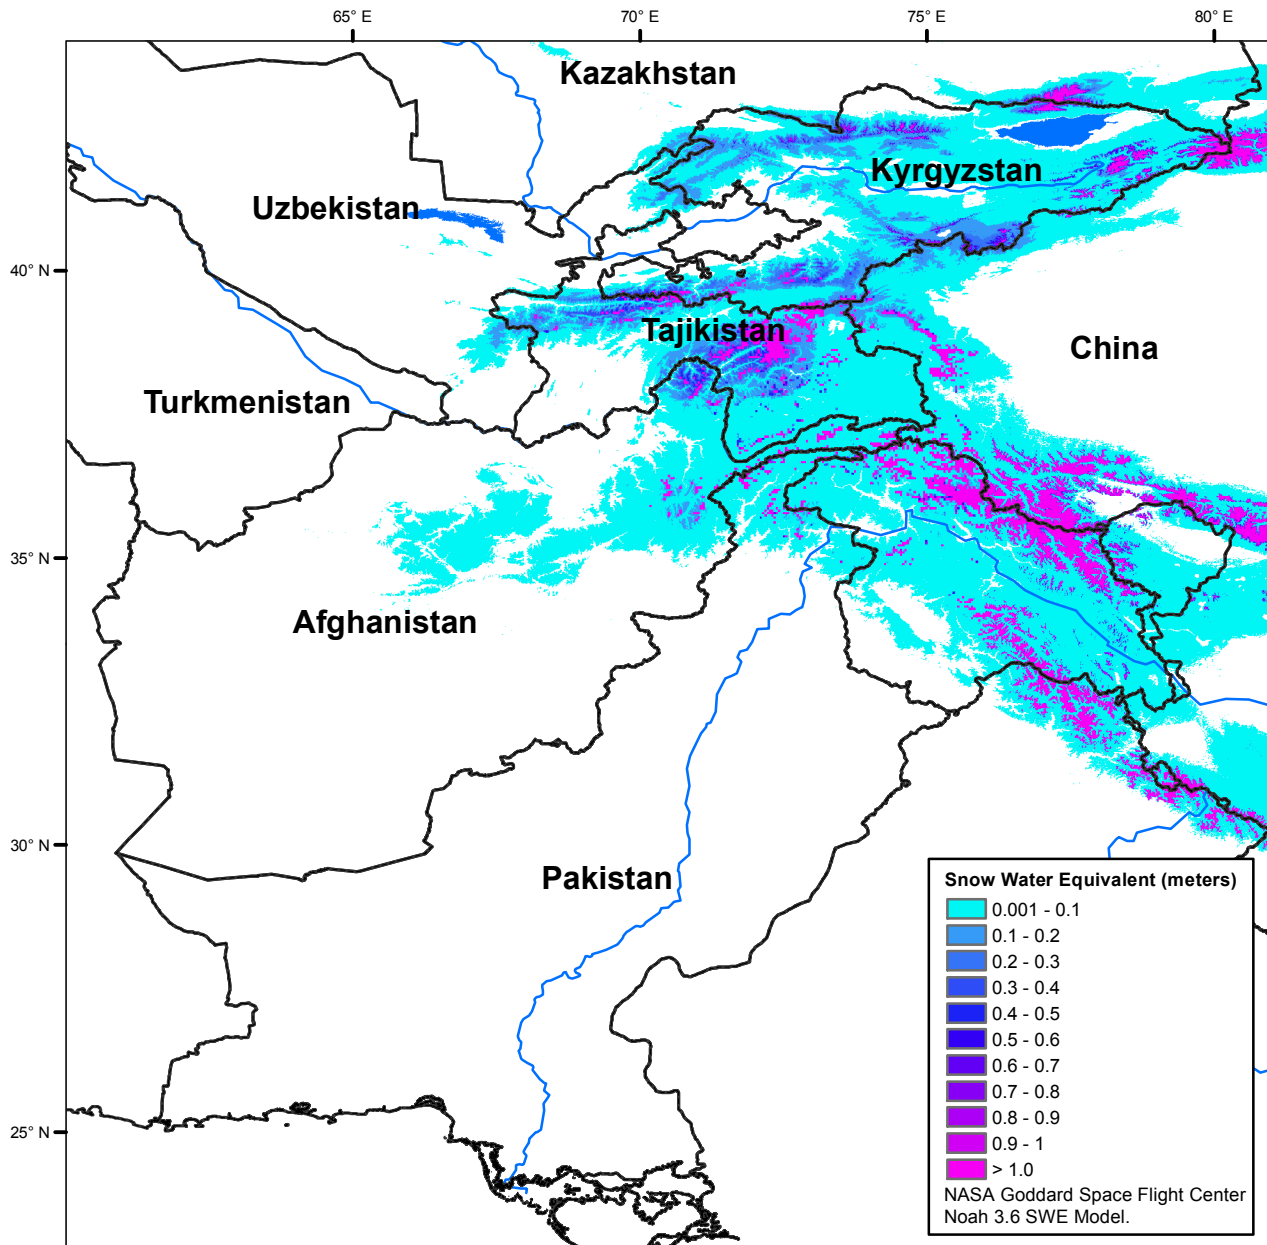 65° E
70° E
75° E
80° E
Kazakhstan
Kyrgyzstan
Uzbekistan
40° N
Tajikistan
China
Turkmenistan
35° N
Afghanistan
30° N
Pakistan
25° N
Snow Water Equivalent (meters)
0.001 - 0.1
0.1 - 0.2
0.2 - 0.3
0.3 - 0.4
0.4 - 0.5
0.5 - 0.6
0.6 - 0.7
0.7 - 0.8
0.8 - 0.9
0.9 - 1
> 1.0
NASA Goddard Space Flight Center
Noah 3.6 SWE Model.